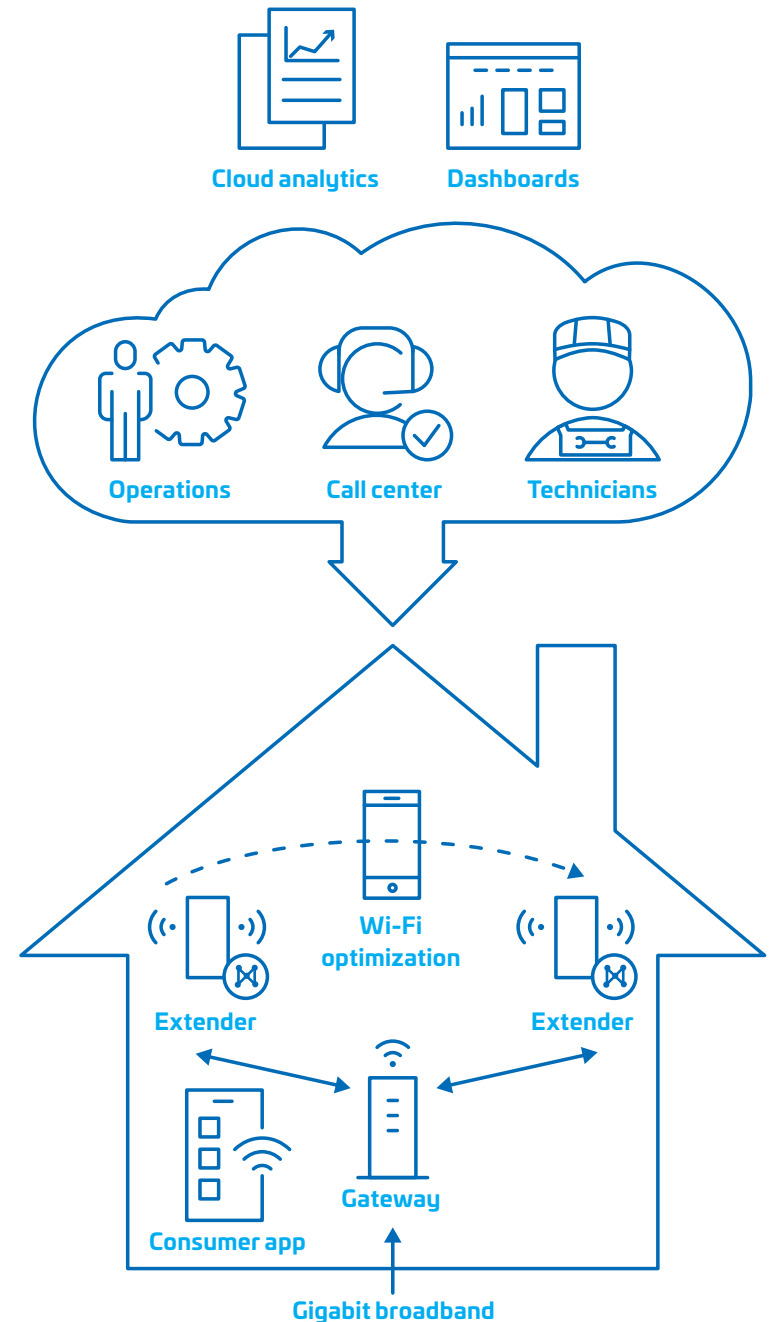 Cloud analytics
Dashboards
Operations
Call center
Technicians
Wi-Fi
optimization
Extender
Extender
Gateway
Consumer app
Gigabit broadband